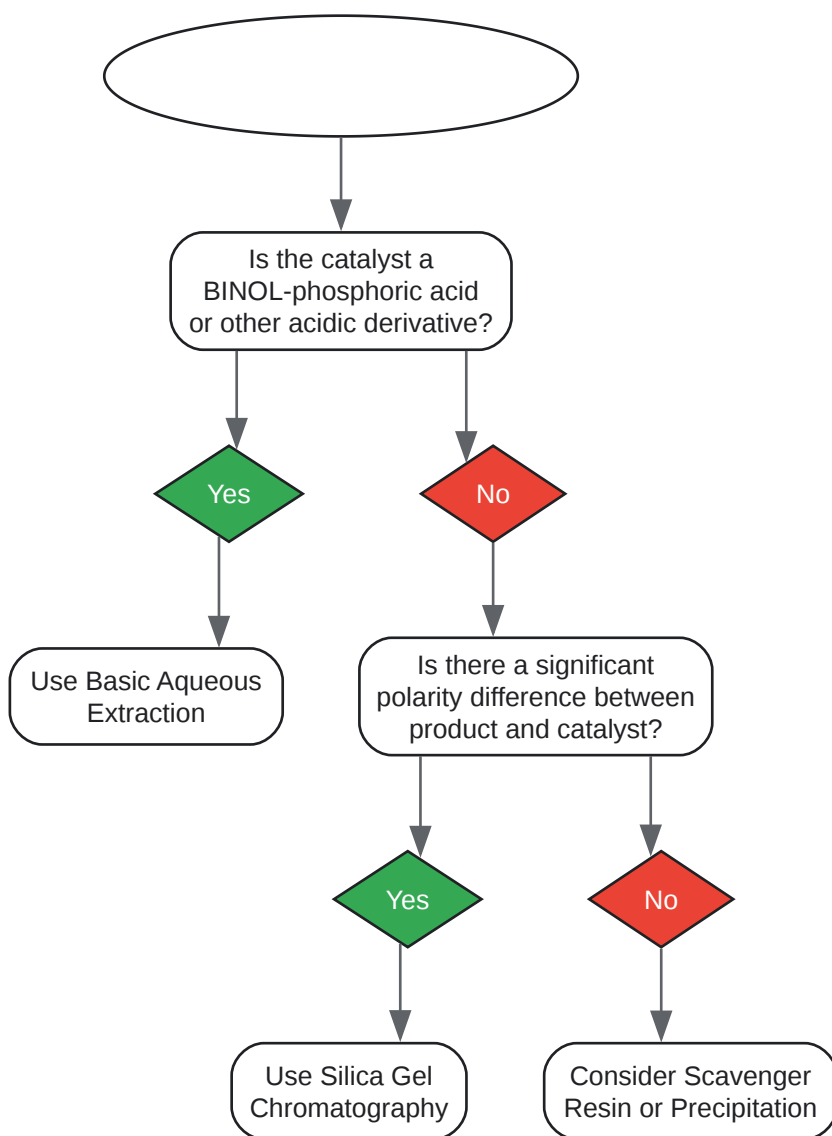 Is the catalyst a
BINOL-phosphoric acid
or other acidic derivative?
Yes
No
Use Basic Aqueous
Extraction
Is there a significant
polarity difference between
product and catalyst?
Yes
No
Use Silica Gel
Chromatography
Consider Scavenger
Resin or Precipitation